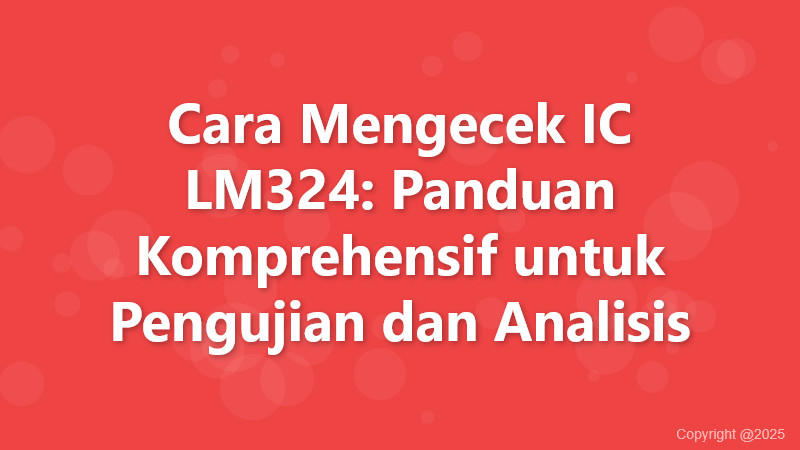 Cara Mengecek IC
LM324: Panduan
Komprehensif untuk
Pengujian dan Analisis
Copyright @2025